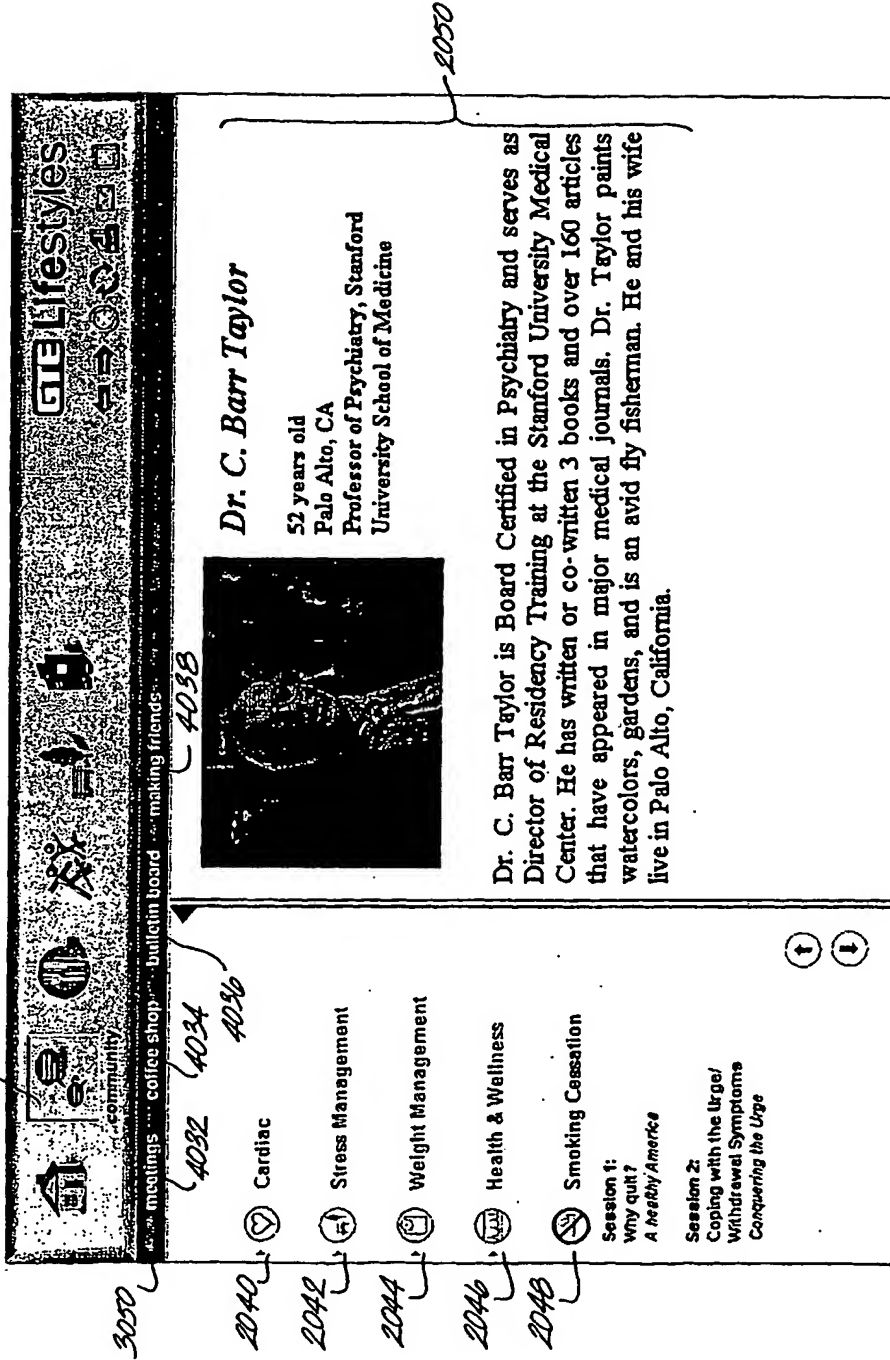 GTE Lifestyles
community
3050
meetings coffee shop bulletin board making friends
4032
4034
4036
4038
2040
Cardiac
2042
Stress Management
2044
Weight Management
2046
Health & Wellness
2048
Smoking Cessation
Session 1:
Why quit?
A healthy America
Session 2:
Coping with the Urge/
Withdrawal Symptoms
Conquering the Urge
Dr. C. Barr Taylor
52 years old
Palo Alto, CA
Professor of Psychiatry, Stanford
University School of Medicine
2050
Dr. C. Barr Taylor is Board Certified in Psychiatry and serves as
Director of Residency Training at the Stanford University Medical
Center. He has written or co-written 3 books and over 160 articles
that have appeared in major medical journals. Dr. Taylor paints
watercolors, gardens, and is an avid fly fisherman. He and his wife
live in Palo Alto, California.